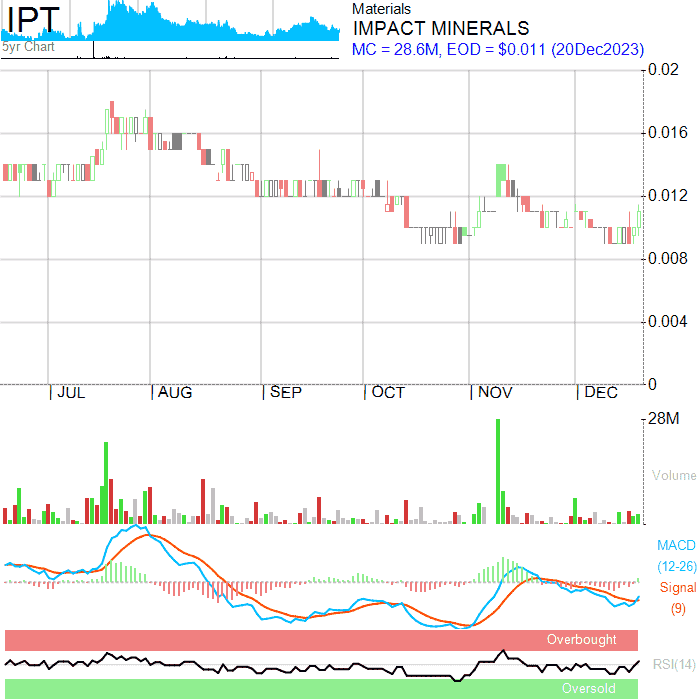 IPT
5yr Chart
Materials
IMPACT MINERALS
MC = 28.6M, EOD = $0.011 (20Dec2023)
0.02
0.016
0.012
0.008
0.004
0
JUL AUG SEP OCT NOV DEC
28M
Volume
MACD
(12-26)
Signal
(9)
Overbought
RSI(14)
Oversold